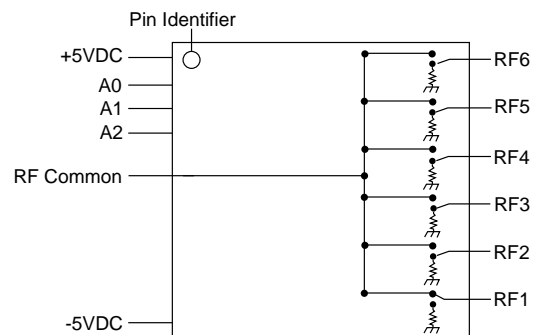 Pin Identifier
+5VDC
A0
A1
A2
RF Common
-5VDC
RF6
RF5
RF4
RF3
RF2
RF1